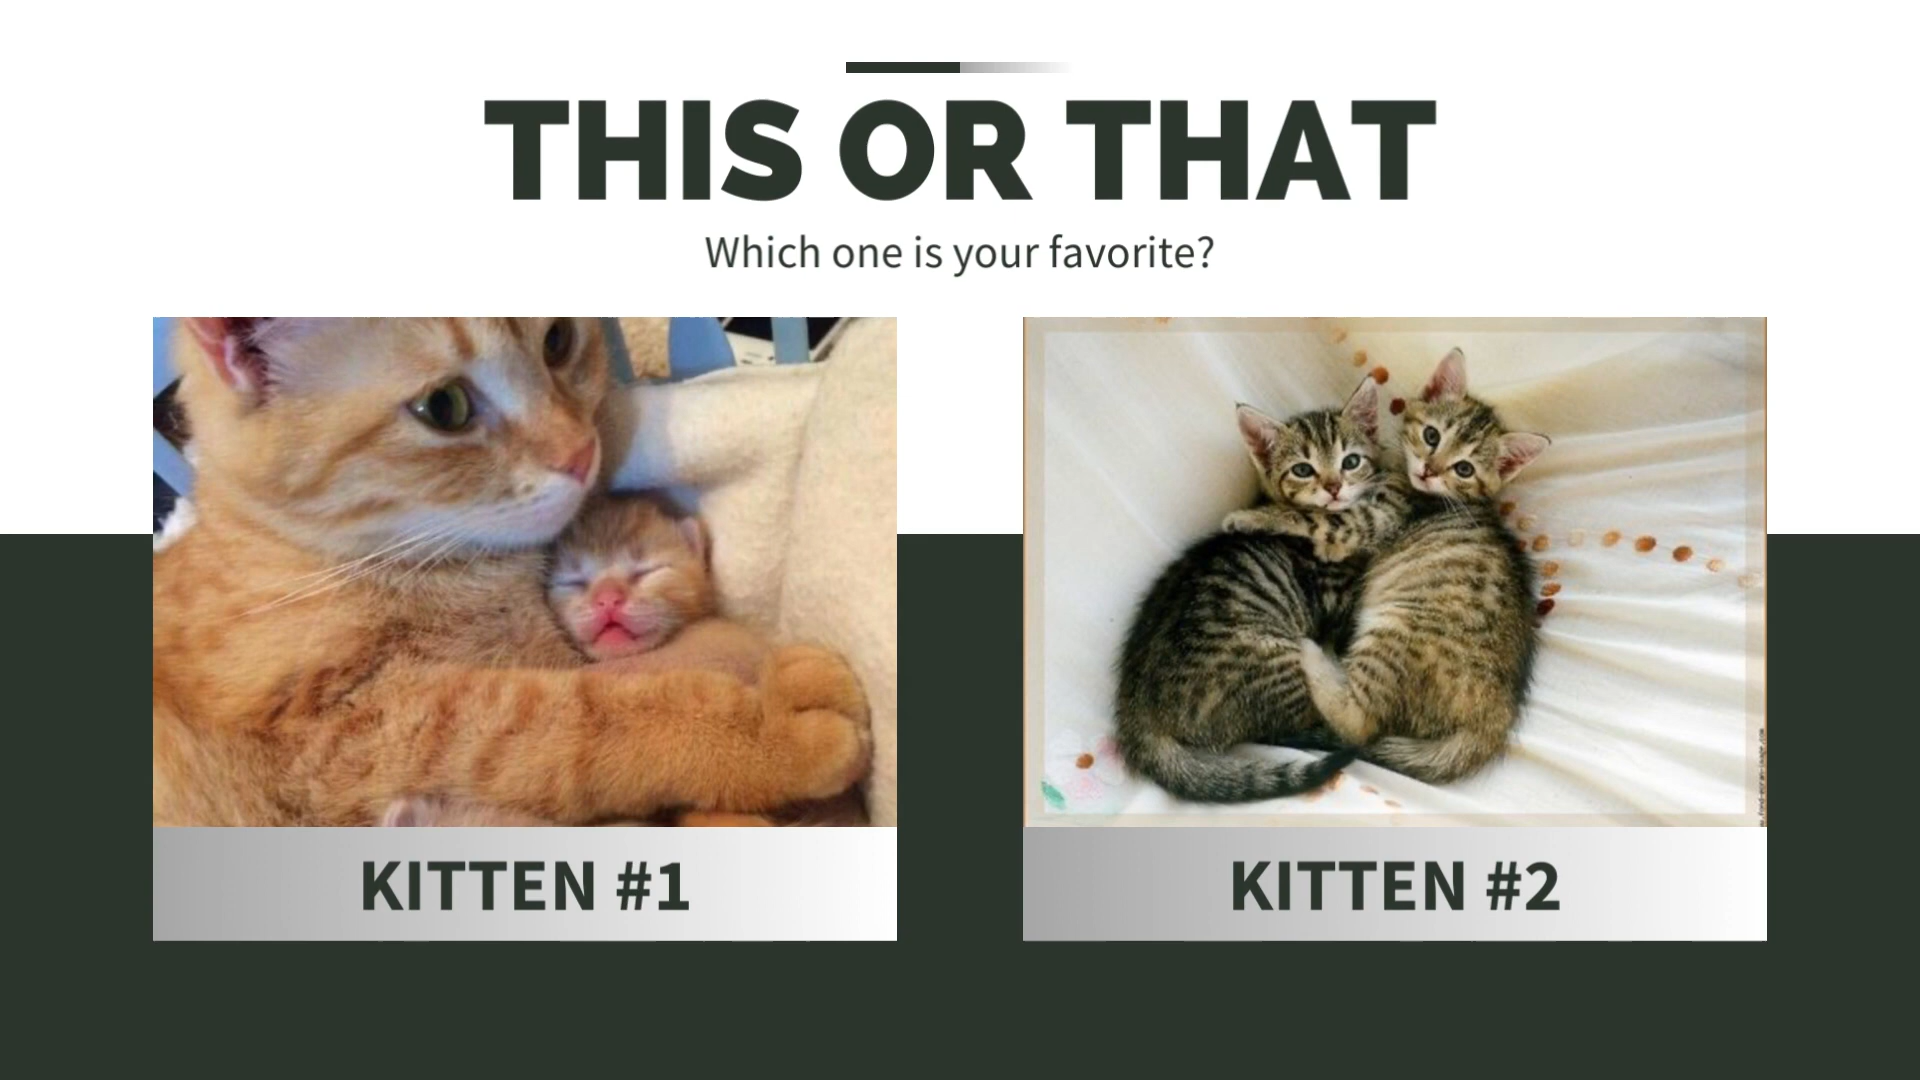 THIS OR THAT
Which one is your favorite?
KITTEN #1
KITTEN #2